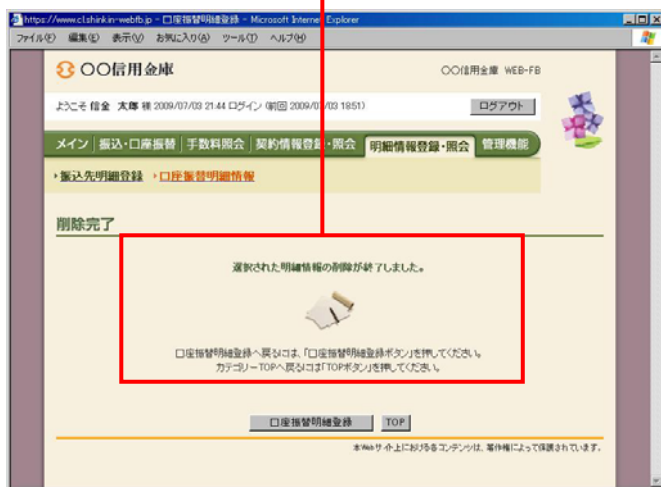 https://www.cl.shinkin-webfb.jp - 口座振替明細登録 - Microsoft Internet Explorer
ファイル(F) 編集(E) 表示(V) お気に入り(A) ツール(T) ヘルプ(H)
〇〇信用金庫
〇〇信用金庫 WEB-FB
ようこそ 信金 太郎 様 2009/07/03 21:44 ログイン (前回 2009/07/03 18:51)
ログアウト
メイン 振込・口座振替 手数料照会 契約情報登録・照会 明細情報登録・照会 管理機能
振込先明細登録 口座振替明細情報
削除完了
選択された明細情報の削除が終了しました。
口座振替明細登録へ戻るには、「口座振替明細登録ボタン」を押してください。
カテゴリーTOPへ戻るには「TOPボタン」を押してください。
口座振替明細登録 TOP
本Webサイト上におけるコンテンツは、著作権によって保護されています。